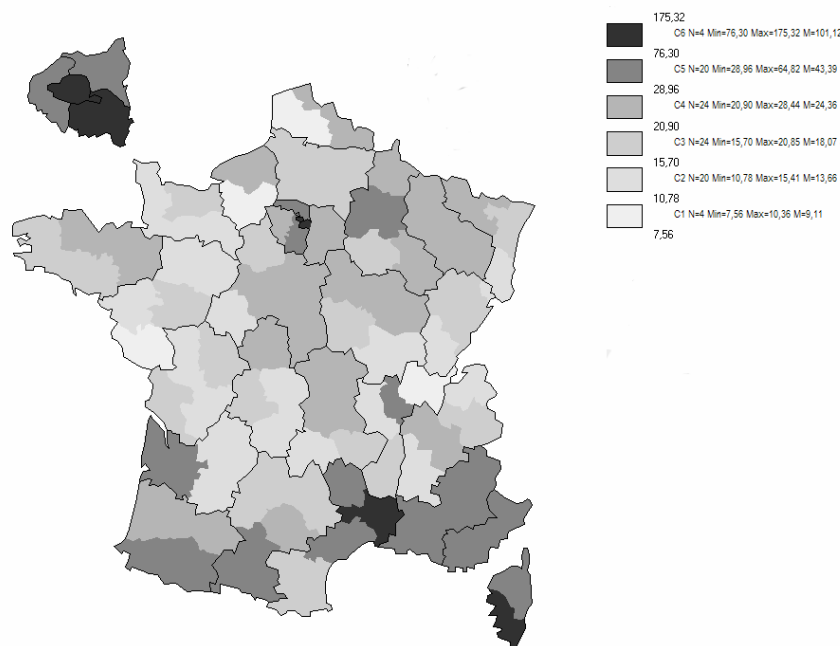 175,32
C6 N=4 Min=76,30 Max=175,32 M=101,12
76,30
C5 N=20 Min=28,96 Max=64,82 M=43,39
28,96
C4 N=24 Min=20,90 Max=28,44 M=24,36
20,90
C3 N=24 Min=15,70 Max=20,85 M=18,07
15,70
C2 N=20 Min=10,78 Max=15,41 M=13,66
10,78
C1 N=4 Min=7,56 Max=10,36 M=9,11
7,56